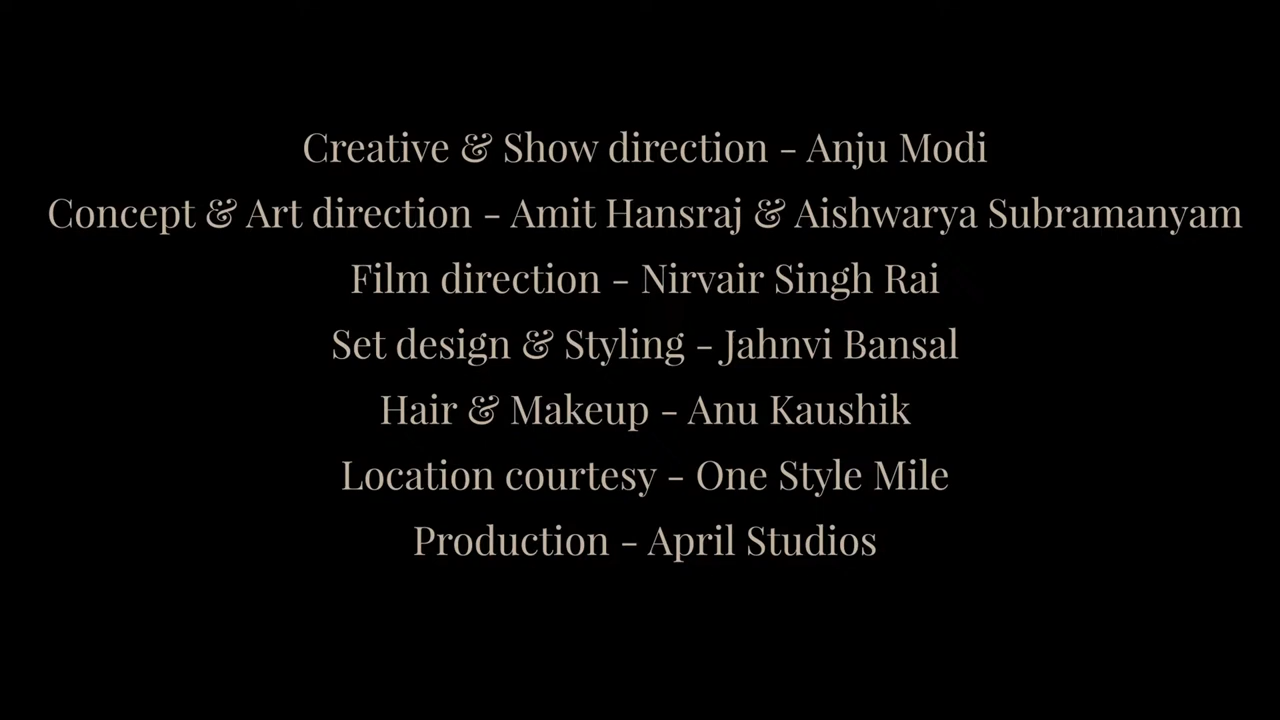 Creative & Show direction - Anju Modi
Concept & Art direction - Amit Hansraj & Aishwarya Subramanyam
Film direction - Nirvair Singh Rai
Set design & Styling - Jahnvi Bansal
Hair & Makeup - Anu Kaushik
Location courtesy - One Style Mile
Production - April Studios